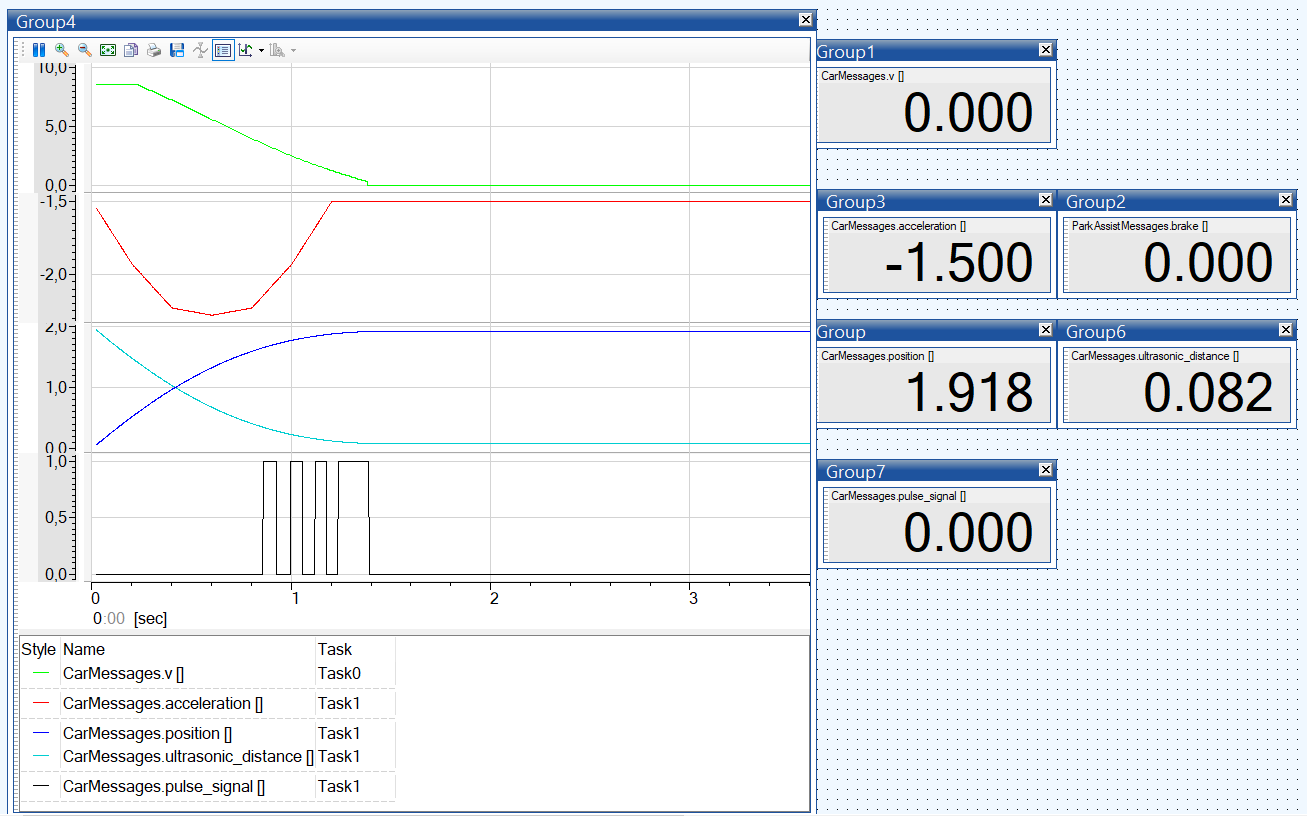 Group4
10,0
5,0
0,0
-1,5
-2,0
2,0
1,0
0,0
1,0
0,5
0,0
0 1 2 3
0:00 [sec]
Style Name Task
CarMessages.v [] Task0
CarMessages.acceleration [] Task1
CarMessages.position [] Task1
CarMessages.ultrasonic_distance [] Task1
CarMessages.pulse_signal [] Task1
Group1
CarMessages.v []
0.000
Group3
CarMessages.acceleration []
-1.500
Group2
ParkAssistMessages.brake []
0.000
Group
CarMessages.position []
1.918
Group6
CarMessages.ultrasonic_distance []
0.082
Group7
CarMessages.pulse_signal []
0.000